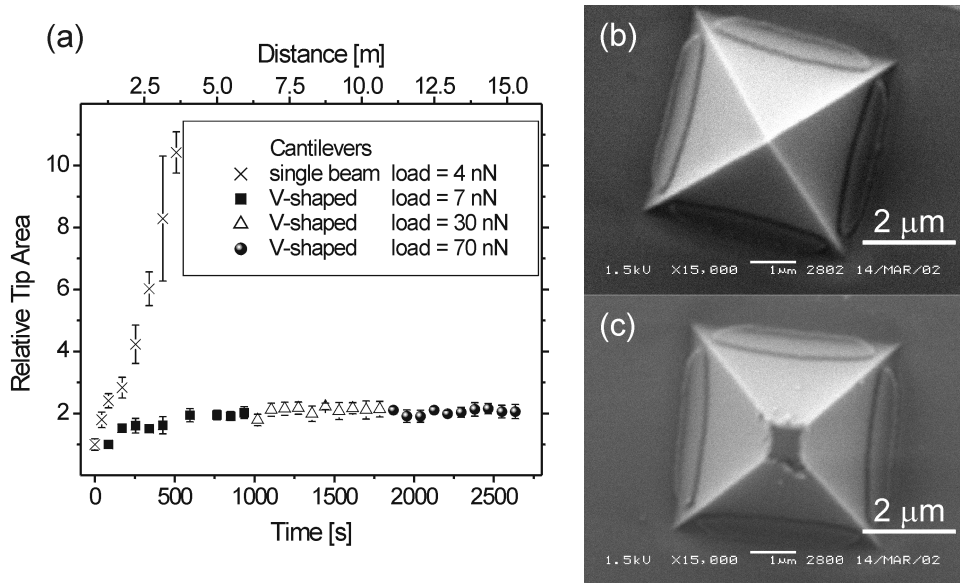 (a)
Distance [m]
2.5 5.0 7.5 10.0 12.5 15.0
Relative Tip Area
10
8
6
4
2
Cantilevers
single beam load = 4 nN
V-shaped load = 7 nN
V-shaped load = 30 nN
V-shaped load = 70 nN
0 500 1000 1500 2000 2500
Time [s]
(b)
2 μm
1.5kV X15,000 1μm 2802 14/MAR/02
(c)
2 μm
1.5kV X15,000 1μm 2800 14/MAR/02